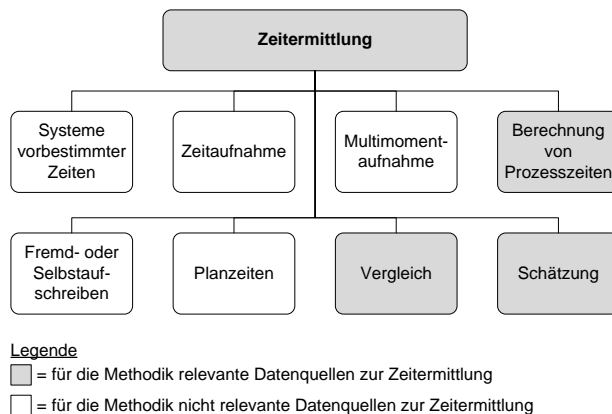 Zeitermittlung
Systeme
vorbestimmter
Zeiten
Zeitaufnahme
Multimoment-
aufnahme
Berechnung
von
Prozesszeiten
Fremd- oder
Selbstauf-
schreiben
Planzeiten
Vergleich
Schätzung
Legende
= für die Methodik relevante Datenquellen zur Zeitermittlung
= für die Methodik nicht relevante Datenquellen zur Zeitermittlung